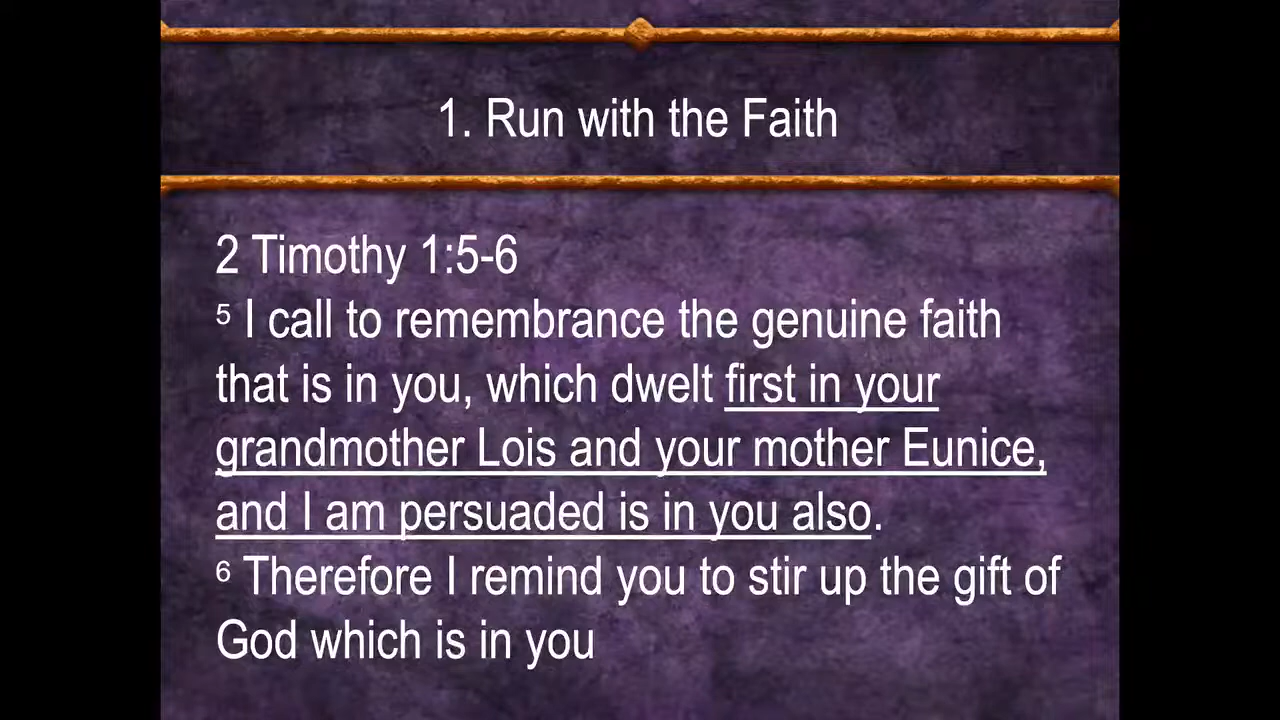 1. Run with the Faith
2 Timothy 1:5-6
5 I call to remembrance the genuine faith
that is in you, which dwelt first in your
grandmother Lois and your mother Eunice,
and I am persuaded is in you also.
6 Therefore I remind you to stir up the gift of
God which is in you